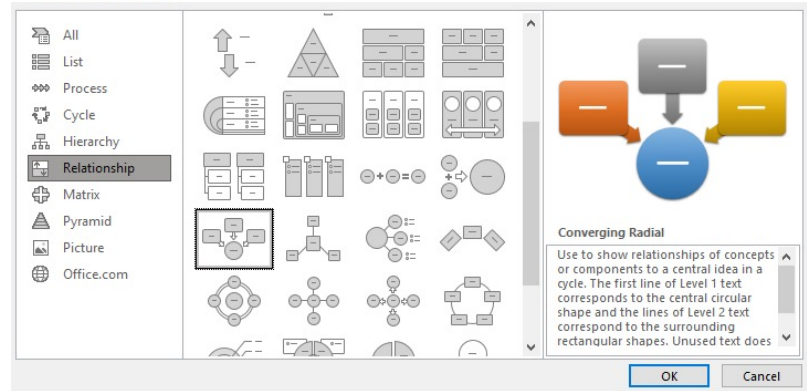 All
List
Process
Cycle
Hierarchy
Relationship
Matrix
Pyramid
Picture
Office.com
Converging Radial
Use to show relationships of concepts
or components to a central idea in a
cycle. The first line of Level 1 text
corresponds to the central circular
shape and the lines of Level 2 text
correspond to the surrounding
rectangular shapes. Unused text does
OK
Cancel